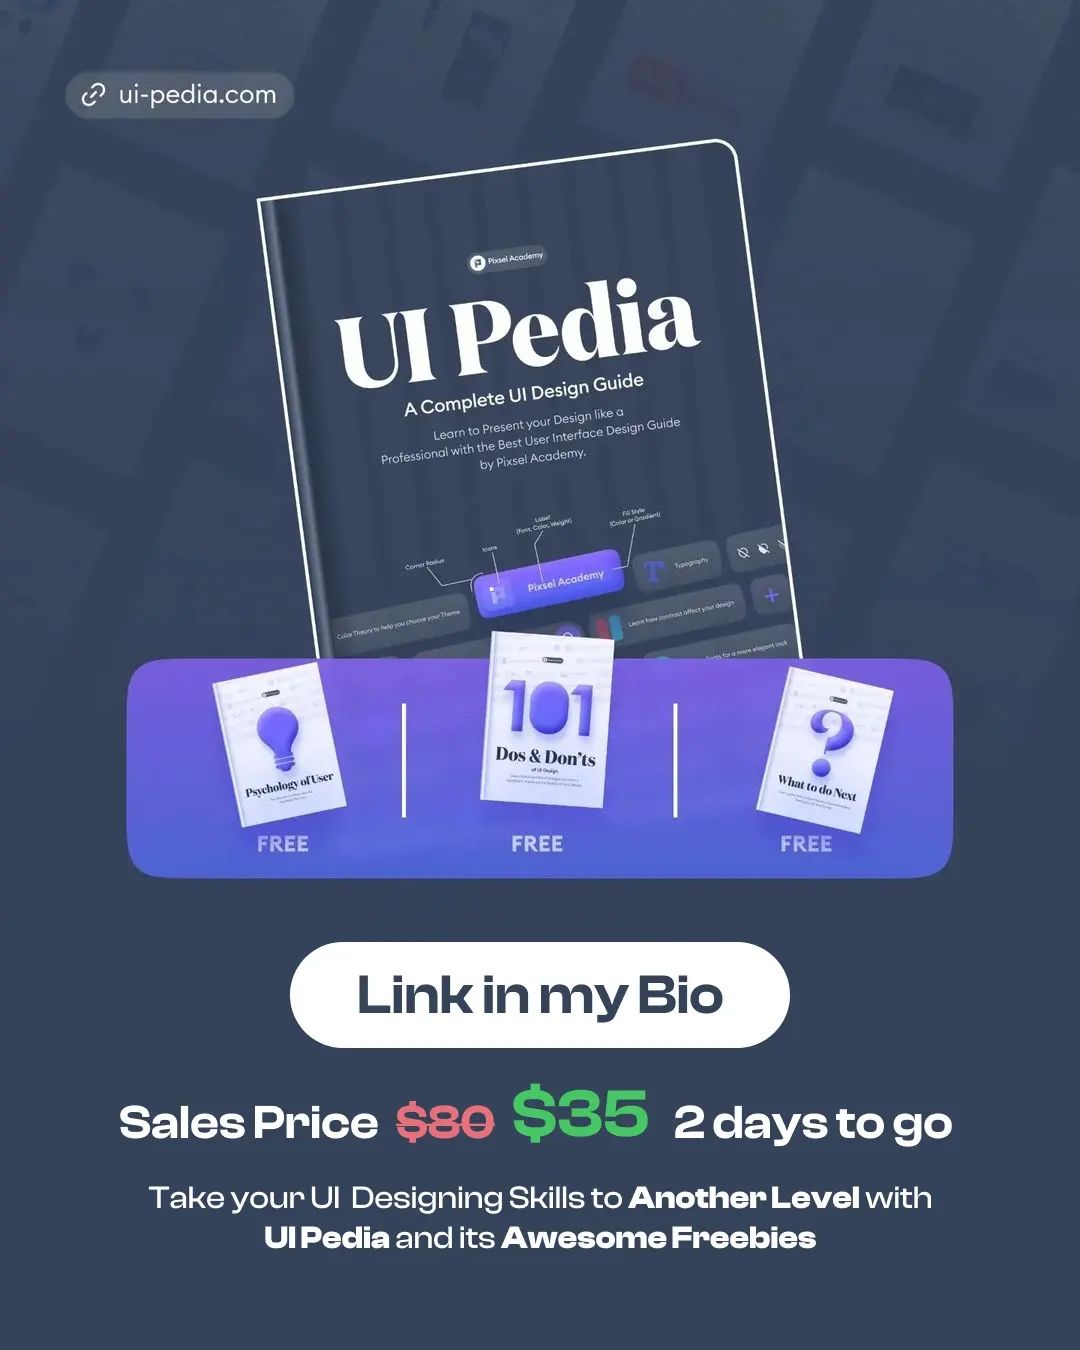 ui-pedia.com
Pixsel Academy
UI Pedia
A Complete UI Design Guide
Learn to Present your Design like a
Professional with the Best User Interface Design Guide
by Pixsel Academy.
Label
(Font, Color, Weight)
Fill Style
(Color or Gradient)
Icons
Corner Radius
Pixsel Academy
Typography
Color Theory to help you choose your Theme
Learn how contrast affect your design
for a more elegant look
Psychology of User
FREE
101
Dos & Don'ts
of UI Design
FREE
?
What to do Next
FREE
Link in my Bio
Sales Price $80 $35 2 days to go
Take your UI Designing Skills to Another Level with
UI Pedia and its Awesome Freebies